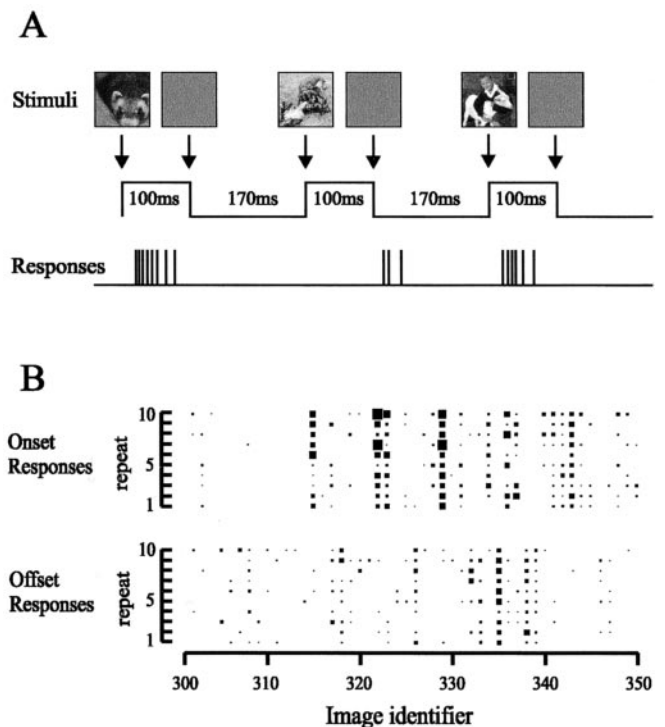 A
Stimuli
100ms 170ms 100ms 170ms 100ms
Responses
B
Onset
Responses
repeat
10
5
1
Offset
Responses
repeat
10
5
1
300 310 320 330 340 350
Image identifier